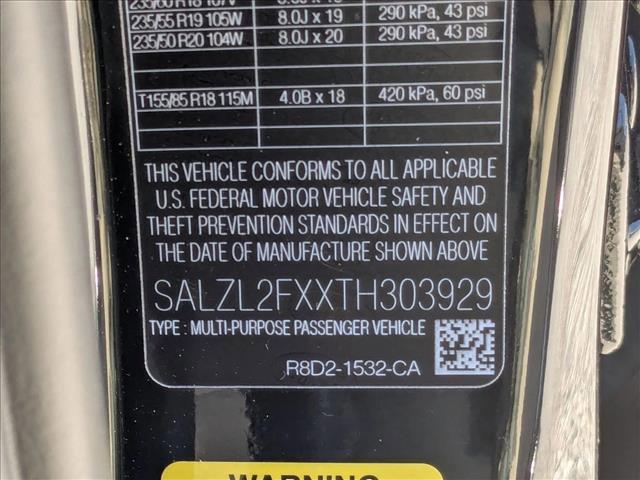 235/55 R19 105W 8.0J x 19 290 kPa, 43 psi
235/50 R20 104W 8.0J x 20 290 kPa, 43 psi
T155/85 R18 115M 4.0B x 18 420 kPa, 60 psi
THIS VEHICLE CONFORMS TO ALL APPLICABLE
U.S. FEDERAL MOTOR VEHICLE SAFETY AND
THEFT PREVENTION STANDARDS IN EFFECT ON
THE DATE OF MANUFACTURE SHOWN ABOVE
SALZL2FXXTH303929
TYPE : MULTI-PURPOSE PASSENGER VEHICLE
R8D2-1532-CA
WARNING